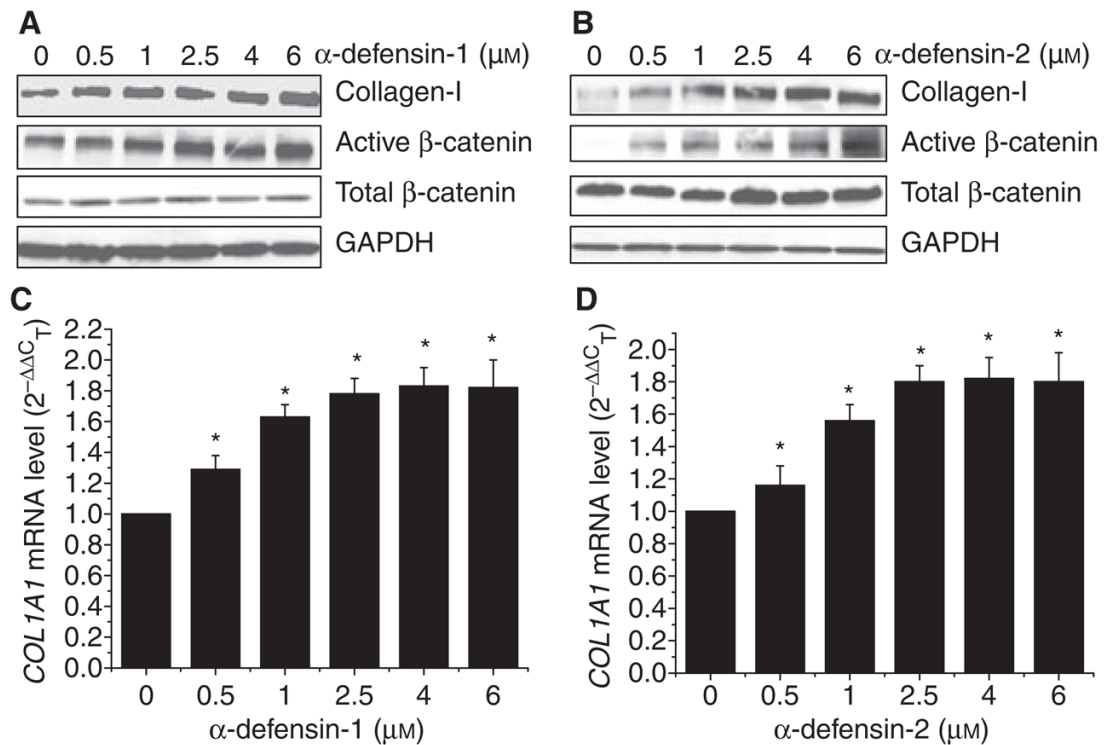 A
0 0.5 1 2.5 4 6 α-defensin-1 (μM)
Collagen-I
Active β-catenin
Total β-catenin
GAPDH
B
0 0.5 1 2.5 4 6 α-defensin-2 (μM)
Collagen-I
Active β-catenin
Total β-catenin
GAPDH
C
COL1A1 mRNA level (2−ΔΔCT)
2.2
2.0
1.8
1.6
1.4
1.2
1.0
0.8
0.6
0.4
0.2
0.0
* * * * *
0 0.5 1 2.5 4 6
α-defensin-1 (μM)
D
COL1A1 mRNA level (2−ΔΔCT)
2.0
1.8
1.6
1.4
1.2
1.0
0.8
0.6
0.4
0.2
0.0
* * * * *
0 0.5 1 2.5 4 6
α-defensin-2 (μM)